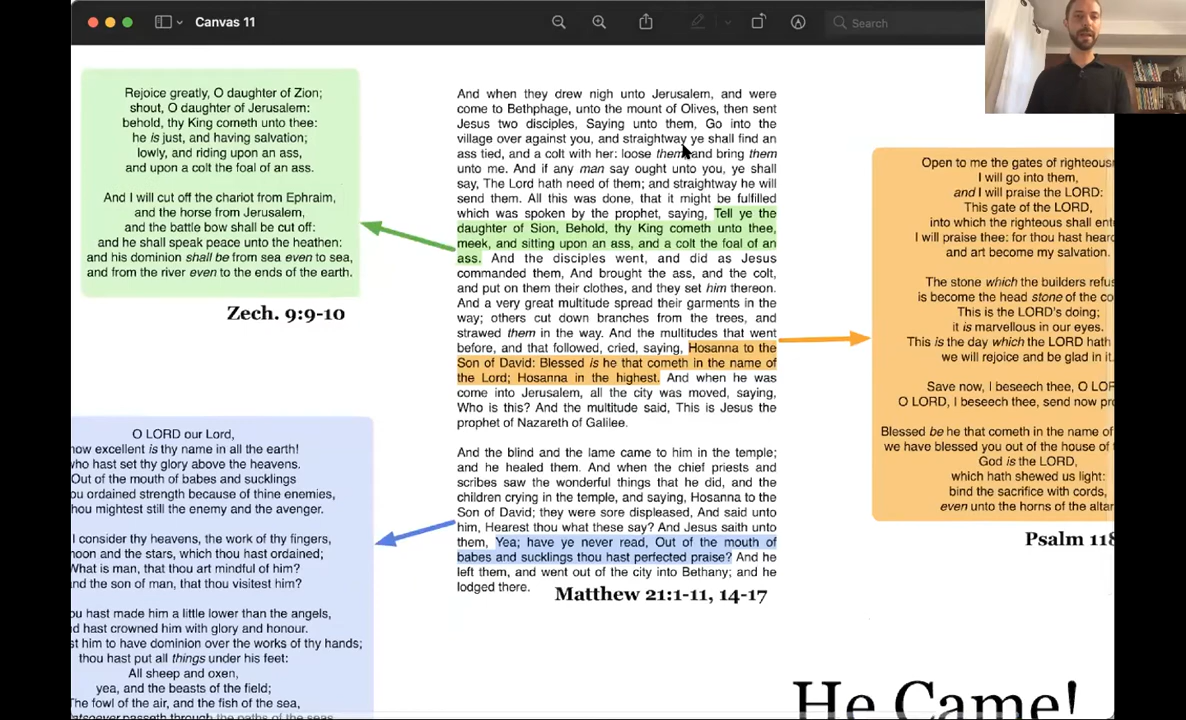 Canvas 11
Search
Rejoice greatly, O daughter of Zion;
shout, O daughter of Jerusalem:
behold, thy King cometh unto thee:
he is just, and having salvation;
lowly, and riding upon an ass,
and upon a colt the foal of an ass.
And I will cut off the chariot from Ephraim,
and the horse from Jerusalem,
and the battle bow shall be cut off:
and he shall speak peace unto the heathen:
and his dominion shall be from sea even to sea,
and from the river even to the ends of the earth.
Zech. 9:9-10
O LORD our Lord,
how excellent is thy name in all the earth!
who hast set thy glory above the heavens.
Out of the mouth of babes and sucklings
ordained strength because of thine enemies,
mightest still the enemy and the avenger.
I consider thy heavens, the work of thy fingers,
moon and the stars, which thou hast ordained;
What is man, that thou art mindful of him?
and the son of man, that thou visitest him?
hast made him a little lower than the angels,
hast crowned him with glory and honour.
him to have dominion over the works of thy hands;
thou hast put all things under his feet:
All sheep and oxen,
yea, and the beasts of the field;
The fowl of the air, and the fish of the sea,
passeth through the paths of the seas
And when they drew nigh unto Jerusalem, and were
come to Bethphage, unto the mount of Olives, then sent
Jesus two disciples, Saying unto them, Go into the
village over against you, and straightway ye shall find an
ass tied, and a colt with her: loose them and bring them
unto me. And if any man say ought unto you, ye shall
say, The Lord hath need of them; and straightway he will
send them. All this was done, that it might be fulfilled
which was spoken by the prophet, saying, Tell ye the
daughter of Sion, Behold, thy King cometh unto thee,
meek, and sitting upon an ass, and a colt the foal of an
ass. And the disciples went, and did as Jesus
commanded them, And brought the ass, and the colt,
and put on them their clothes, and they set him thereon.
And a very great multitude spread their garments in the
way; others cut down branches from the trees, and
strawed them in the way. And the multitudes that went
before, and that followed, cried, saying, Hosanna to the
Son of David: Blessed is he that cometh in the name of
the Lord; Hosanna in the highest. And when he was
come into Jerusalem, all the city was moved, saying,
Who is this? And the multitude said, This is Jesus the
prophet of Nazareth of Galilee.
And the blind and the lame came to him in the temple;
and he healed them. And when the chief priests and
scribes saw the wonderful things that he did, and the
children crying in the temple, and saying, Hosanna to the
Son of David; they were sore displeased, And said unto
him, Hearest thou what these say? And Jesus saith unto
them, Yea; have ye never read, Out of the mouth of
babes and sucklings thou hast perfected praise? And he
left them, and went out of the city into Bethany; and he
lodged there.
Matthew 21:1-11, 14-17
Open to me the gates of righteous
I will go into them,
and I will praise the LORD:
This gate of the LORD,
into which the righteous shall
I will praise thee: for thou hast
and art become my salvation.
The stone which the builders
is become the head stone of the
This is the LORD's doing;
it is marvellous in our eyes.
This is the day which the LORD hath
we will rejoice and be glad in it.
Save now, I beseech thee, O
O LORD, I beseech thee, send now
Blessed be he that cometh in the name of
we have blessed you out of the house of
God is the LORD,
which hath shewed us light:
bind the sacrifice with cords,
even unto the horns of the
Psalm 118
He Came!